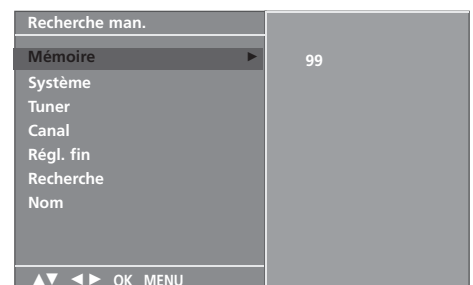 Recherche man.
Mémoire ► 99
Système
Tuner
Canal
Régl. fin
Recherche
Nom
▲▼ ◄► OK MENU